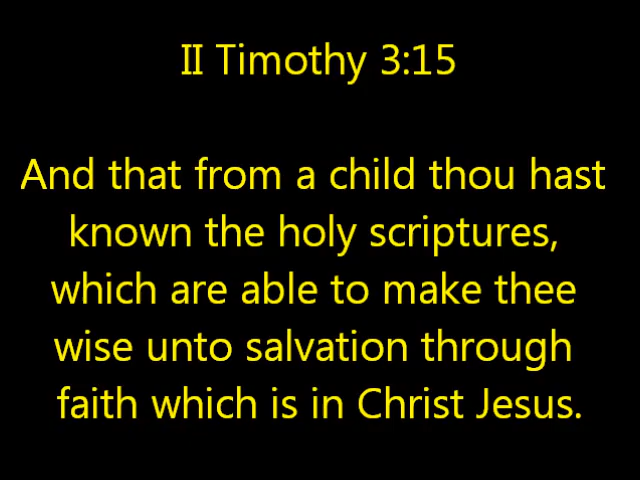 II Timothy 3:15
And that from a child thou hast
known the holy scriptures,
which are able to make thee
wise unto salvation through
faith which is in Christ Jesus.